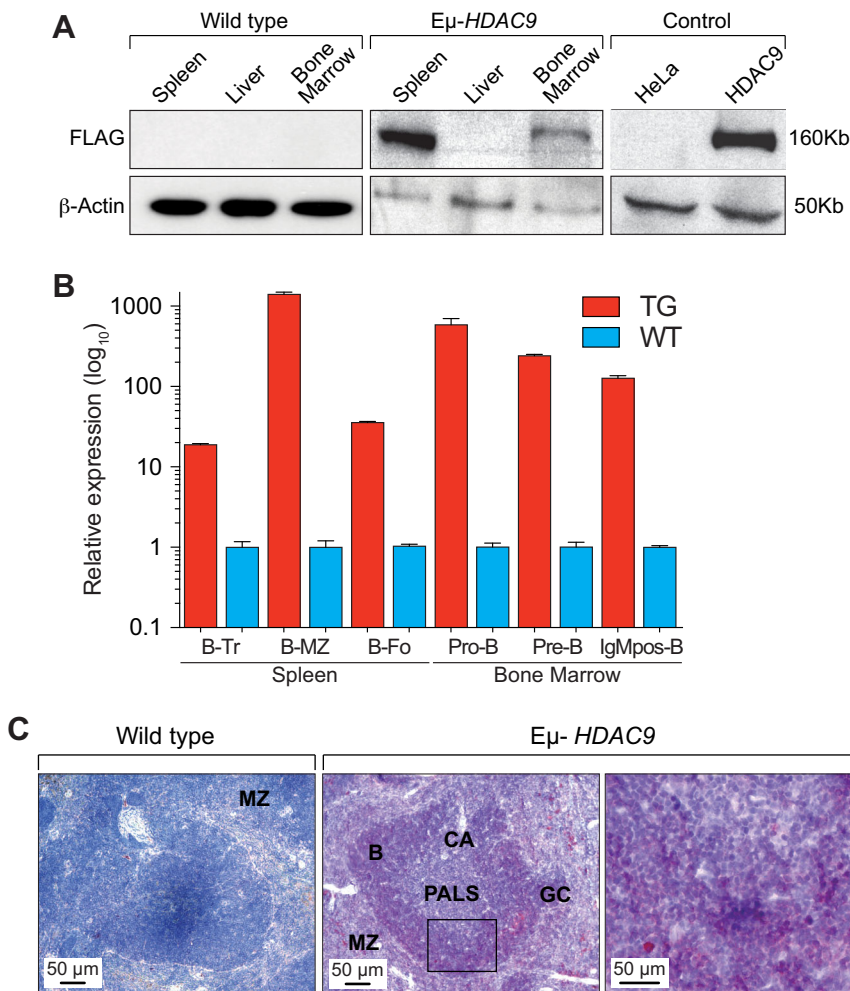 A
Wild type
Eμ-HDAC9
Control
Spleen
Liver
Bone
Marrow
Spleen
Liver
Bone
Marrow
HeLa
HDAC9
FLAG
160Kb
β-Actin
50Kb
B
Relative expression (log10)
1000
100
10
1
0.1
TG
WT
B-Tr
B-MZ
B-Fo
Pro-B
Pre-B
IgMpos-B
Spleen
Bone Marrow
C
Wild type
Eμ- HDAC9
MZ
50 μm
B
CA
PALS
GC
MZ
50 μm
50 μm